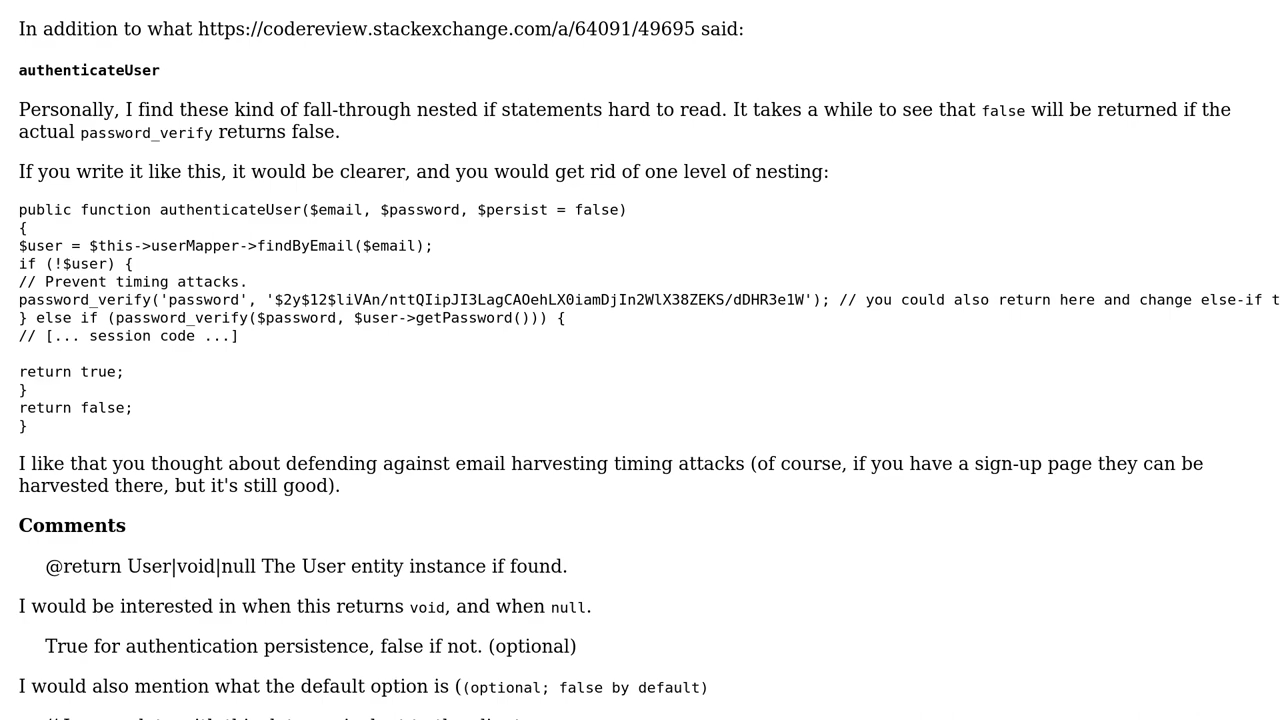 In addition to what https://codereview.stackexchange.com/a/64091/49695 said:
authenticateUser
Personally, I find these kind of fall-through nested if statements hard to read. It takes a while to see that false will be returned if the
actual password_verify returns false.
If you write it like this, it would be clearer, and you would get rid of one level of nesting:
public function authenticateUser($email, $password, $persist = false)
{
$user = $this->userMapper->findByEmail($email);
if (!$user) {
// Prevent timing attacks.
password_verify('password', '$2y$12$liVAn/nttQIipJI3LagCAOehLX0iamDjIn2WlX38ZEKS/dDHR3e1W'); // you could also return here and change else-if t
} else if (password_verify($password, $user->getPassword())) {
// [... session code ...]
return true;
}
return false;
}
I like that you thought about defending against email harvesting timing attacks (of course, if you have a sign-up page they can be
harvested there, but it's still good).
Comments
@return User|void|null The User entity instance if found.
I would be interested in when this returns void, and when null.
True for authentication persistence, false if not. (optional)
I would also mention what the default option is ((optional; false by default)